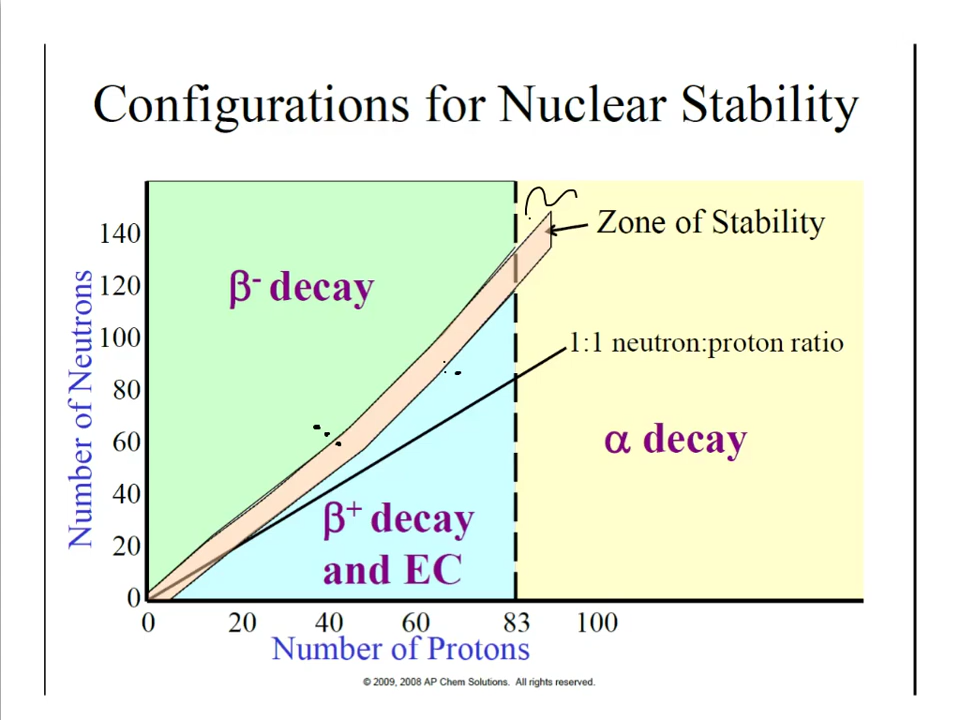 Configurations for Nuclear Stability
140
120
100
80
60
40
20
0
Number of Neutrons
β- decay
Zone of Stability
1:1 neutron:proton ratio
α decay
β+ decay
and EC
0 20 40 60 83 100
Number of Protons
© 2009, 2008 AP Chem Solutions. All rights reserved.